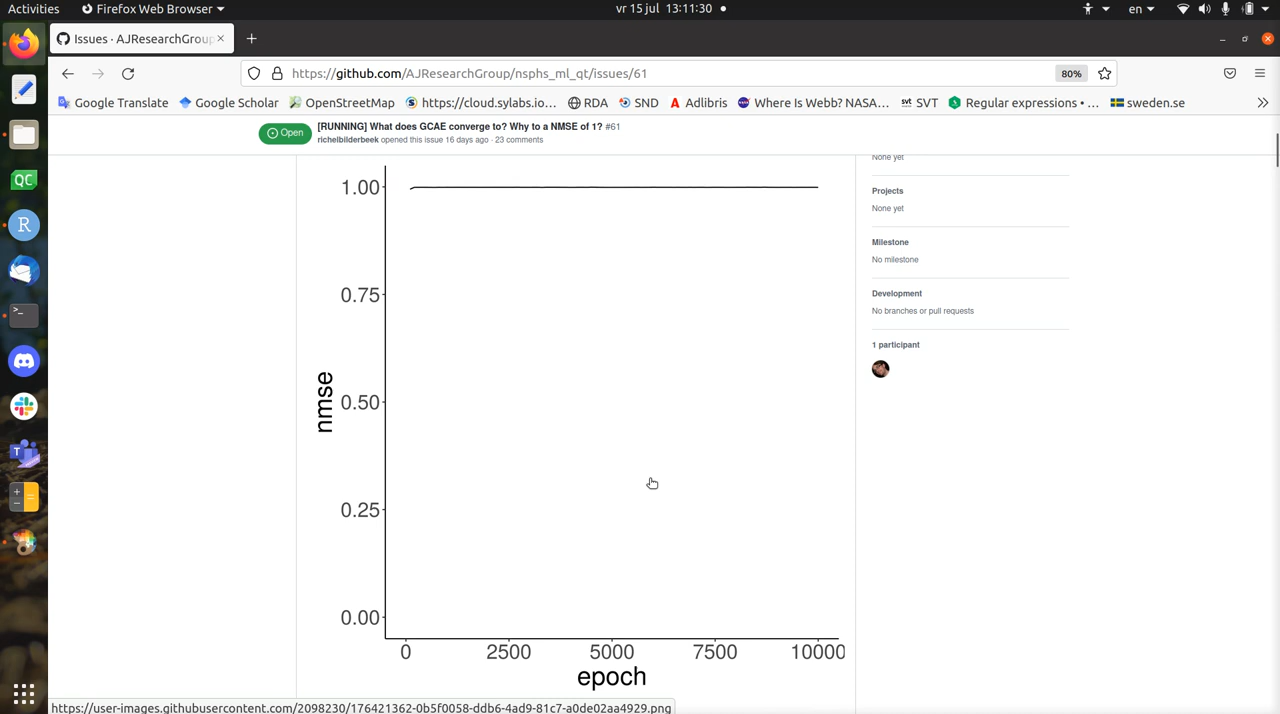 Activities Firefox Web Browser vr 15 jul 13:11:30 en
Issues · AJResearchGroup
https://github.com/AJResearchGroup/nsphs_ml_qt/issues/61 80%
Google Translate Google Scholar OpenStreetMap https://cloud.sylabs.io... RDA SND Adlibris Where Is Webb? NASA... SVT Regular expressions • ... sweden.se
Open [RUNNING] What does GCAE converge to? Why to a NMSE of 1? #61
richelbilderbeek opened this issue 16 days ago · 23 comments
None yet
Projects
None yet
Milestone
No milestone
Development
No branches or pull requests
1 participant
1.00
0.75
0.50
0.25
0.00
nmse
0 2500 5000 7500 10000
epoch
https://user-images.githubusercontent.com/2098230/176421362-0b5f0058-ddb6-4ad9-81c7-a0de02aa4929.png